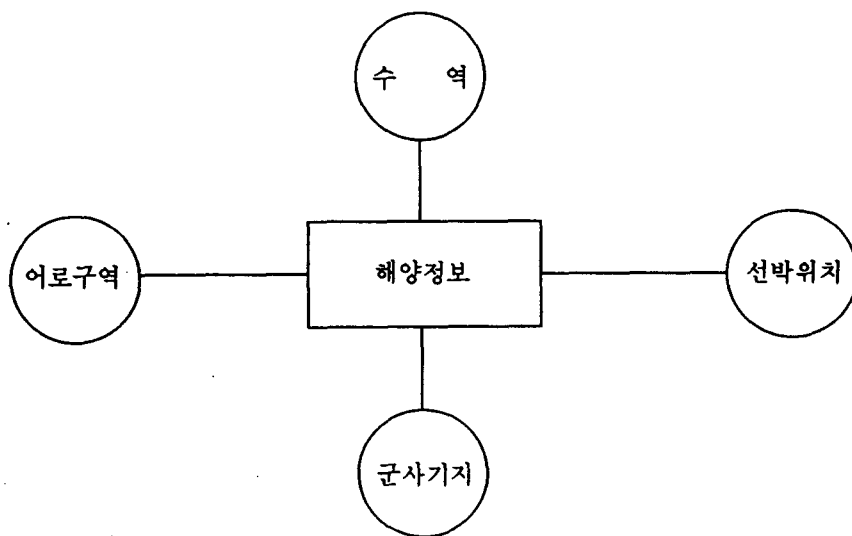 수 역
어로구역
해양정보
선박위치
군사기지